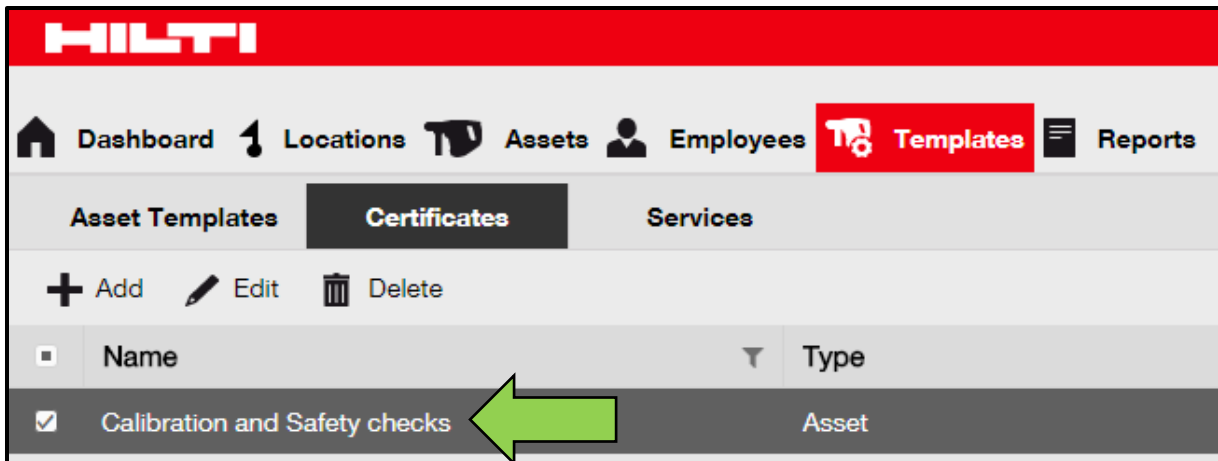 HILTI
Dashboard Locations Assets Employees Templates Reports
Asset Templates Certificates Services
Add Edit Delete
Name Type
Calibration and Safety checks Asset